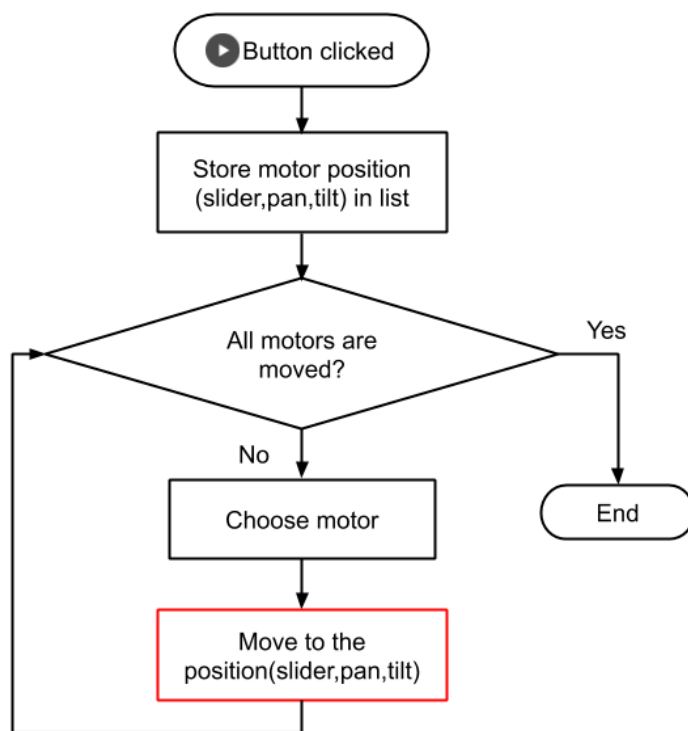 Button clicked
Store motor position
(slider,pan,tilt) in list
All motors are
moved?
Yes
No
Choose motor
End
Move to the
position(slider,pan,tilt)